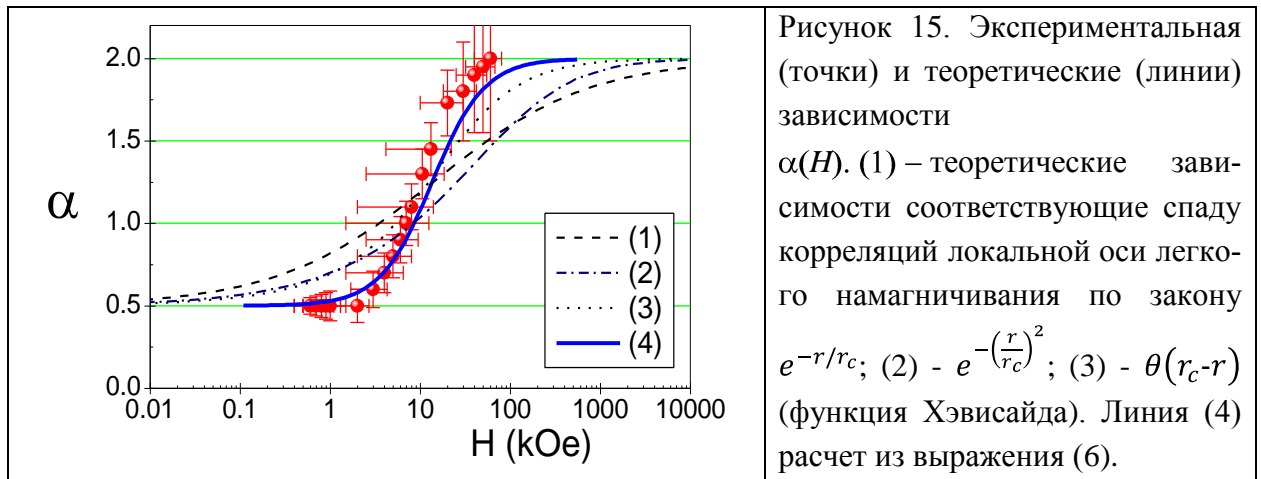 2.0
1.5
1.0
0.5
0.0
α
0.01 0.1 1 10 100 1000 10000
H (kOe)
(1)
(2)
(3)
(4)
Рисунок 15. Экспериментальная
(точки) и теоретические (линии)
зависимости
α(H). (1) – теоретические зави-
симости соответствующие спаду
корреляций локальной оси легко-
го намагничивания по закону
e^{−r/r_c}; (2) - e^{−(r/r_c)^2}; (3) - θ(r_c-r)
(функция Хэвисайда). Линия (4)
расчет из выражения (6).